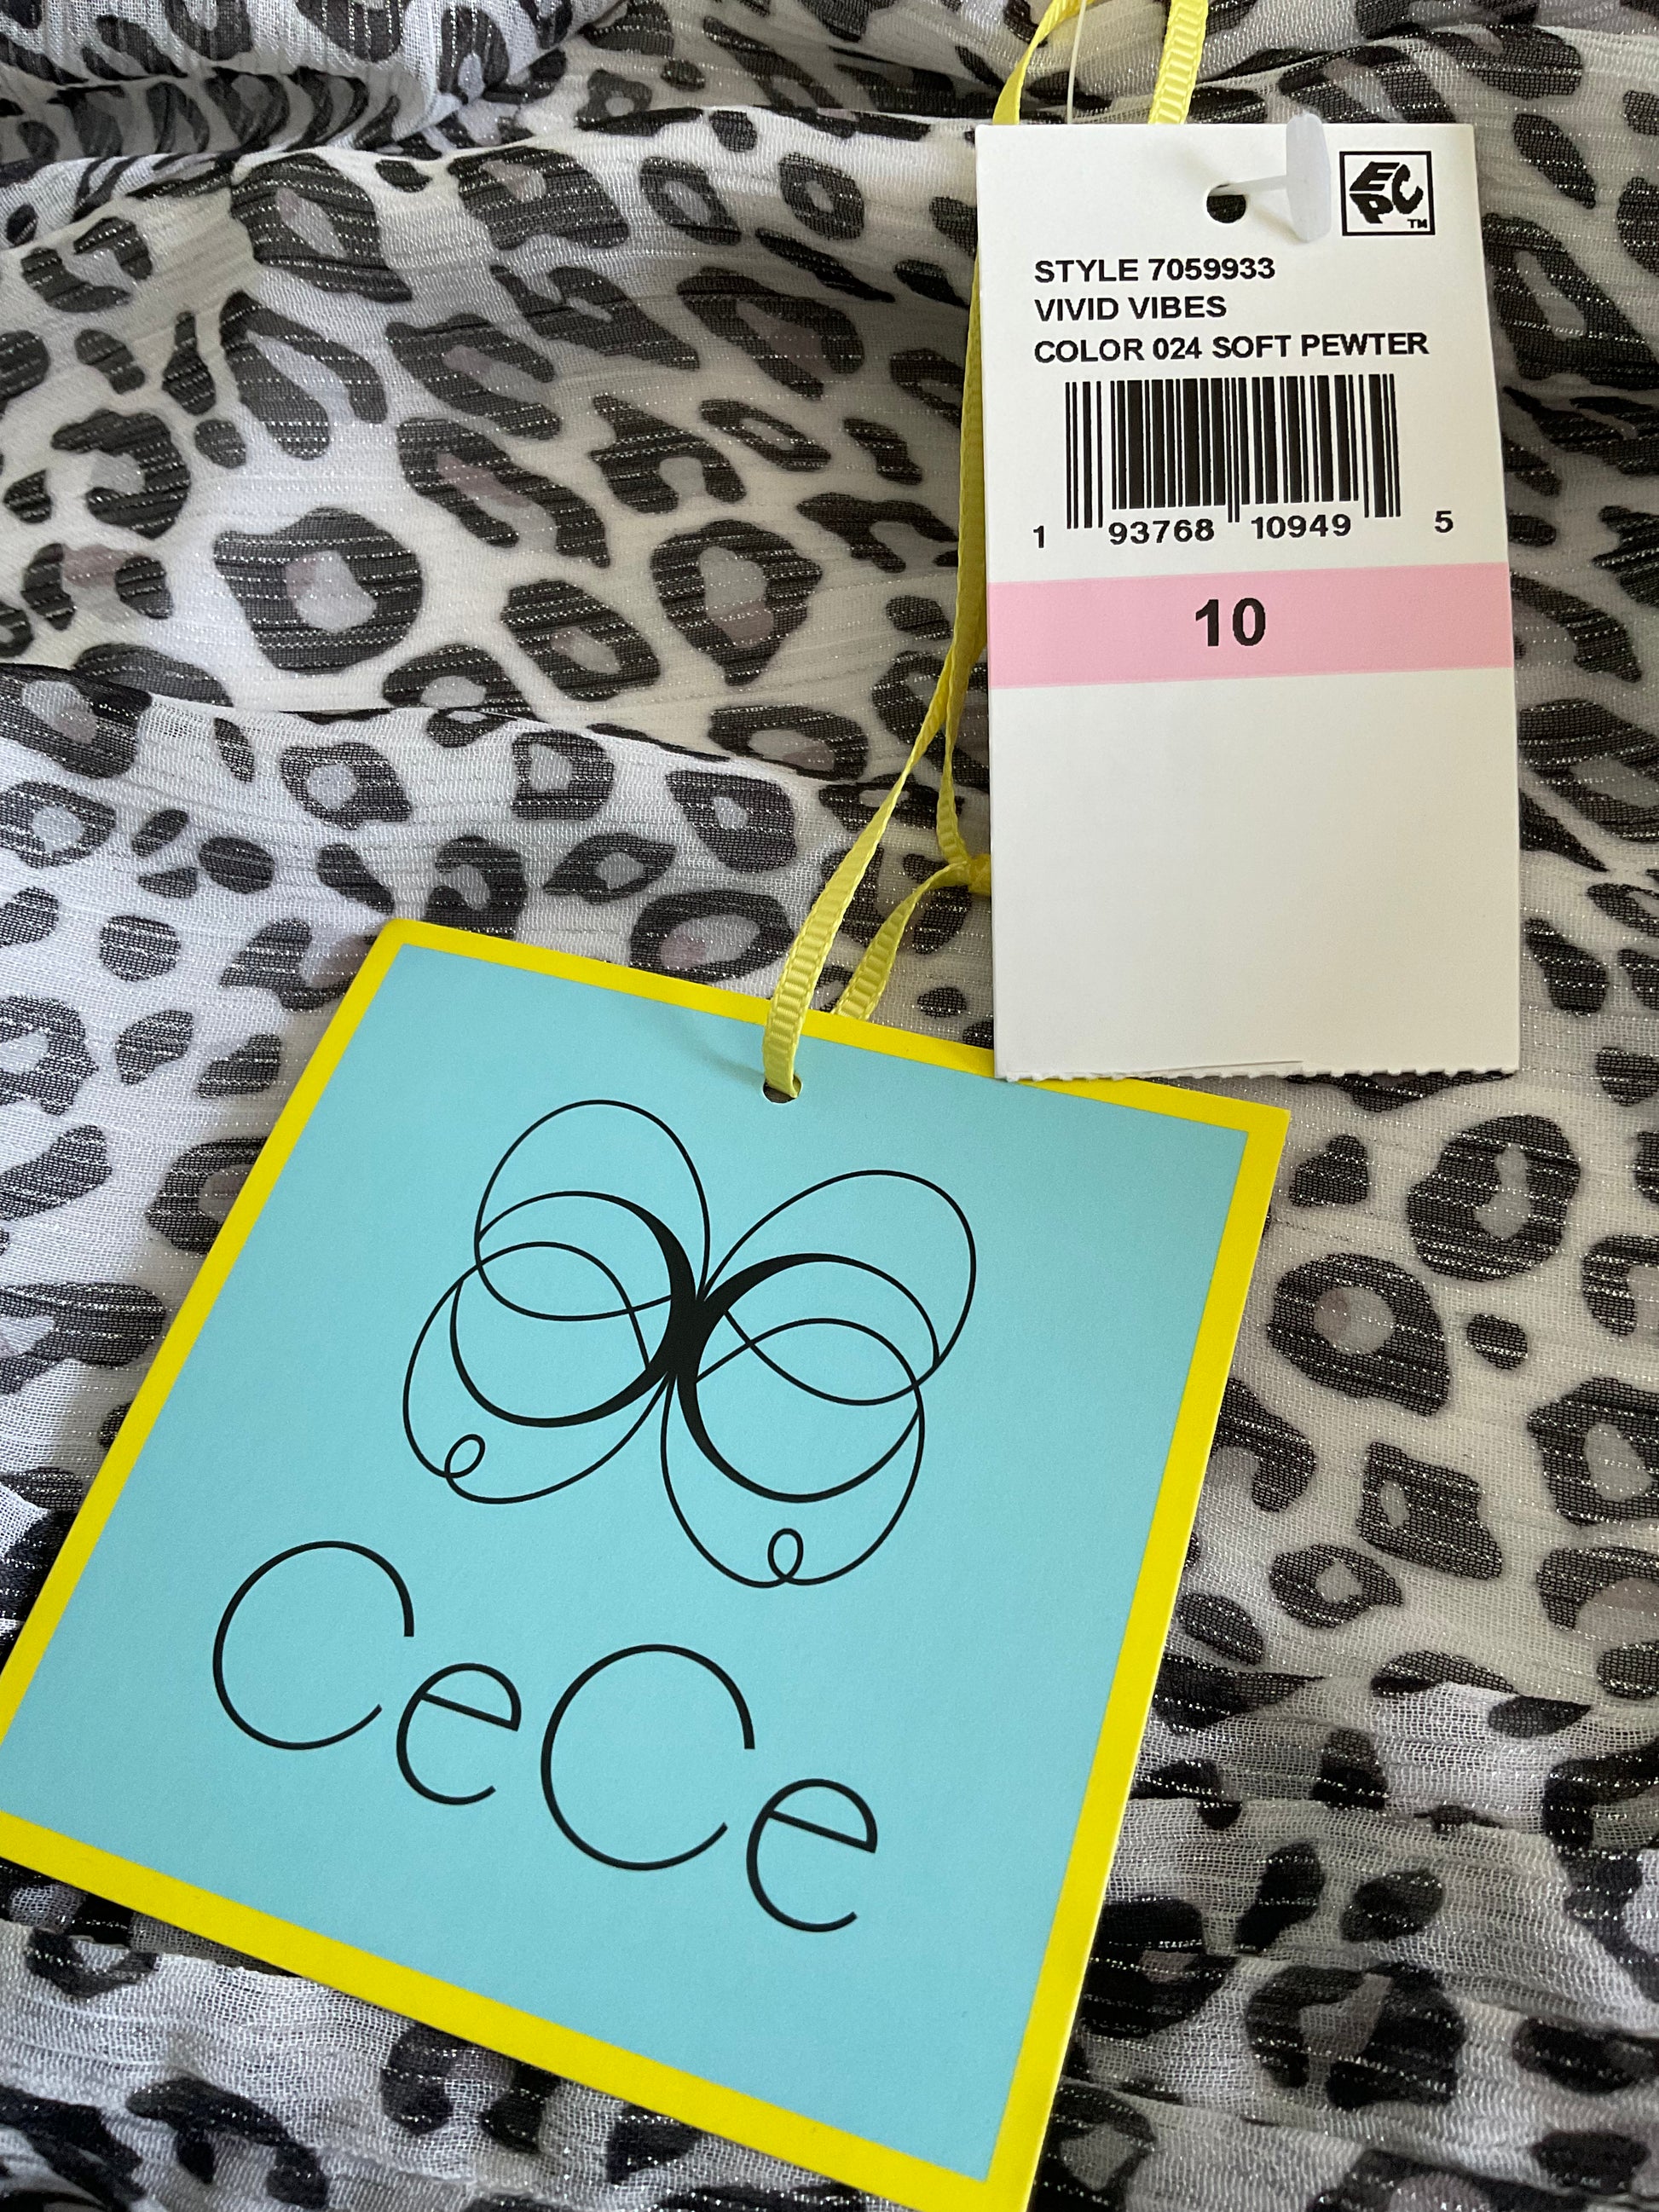 EPC
TM
STYLE 7059933
VIVID VIBES
COLOR 024 SOFT PEWTER
1 93768 10949 5
10
CeCe